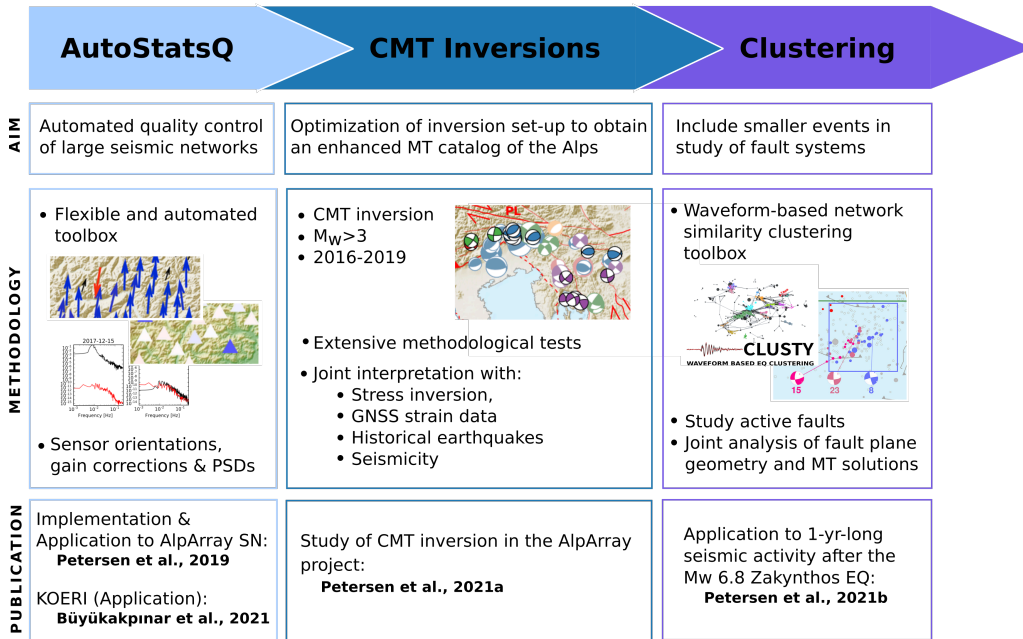 AutoStatsQ
CMT Inversions
Clustering
AIM
Automated quality control
of large seismic networks
Optimization of inversion set-up to obtain
an enhanced MT catalog of the Alps
Include smaller events in
study of fault systems
METHODOLOGY
• Flexible and automated
toolbox
2017-12-15
Frequency [Hz]
Frequency [Hz]
• Sensor orientations,
gain corrections & PSDs
• CMT inversion
• Mw>3
• 2016-2019
PL
• Extensive methodological tests
• Joint interpretation with:
• Stress inversion,
• GNSS strain data
• Historical earthquakes
• Seismicity
• Waveform-based network
similarity clustering
toolbox
CLUSTY
WAVEFORM BASED EQ CLUSTERING
15 23 8
• Study active faults
• Joint analysis of fault plane
geometry and MT solutions
PUBLICATION
Implementation &
Application to AlpArray SN:
Petersen et al., 2019
KOERI (Application):
Büyükakpınar et al., 2021
Study of CMT inversion in the AlpArray
project:
Petersen et al., 2021a
Application to 1-yr-long
seismic activity after the
Mw 6.8 Zakynthos EQ:
Petersen et al., 2021b